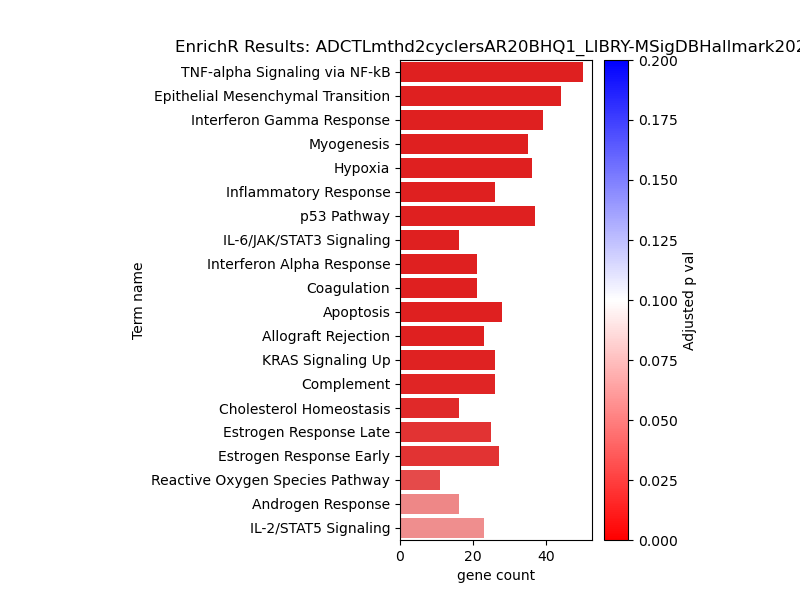 EnrichR Results: ADCTLmthd2cyclersAR20BHQ1_LIBRY-MSigDBHallmark202
TNF-alpha Signaling via NF-kB
Epithelial Mesenchymal Transition
Interferon Gamma Response
Myogenesis
Hypoxia
Inflammatory Response
p53 Pathway
IL-6/JAK/STAT3 Signaling
Interferon Alpha Response
Coagulation
Apoptosis
Allograft Rejection
KRAS Signaling Up
Complement
Cholesterol Homeostasis
Estrogen Response Late
Estrogen Response Early
Reactive Oxygen Species Pathway
Androgen Response
IL-2/STAT5 Signaling
Term name
0 20 40
gene count
0.200
0.175
0.150
0.125
0.100
0.075
0.050
0.025
0.000
Adjusted p val